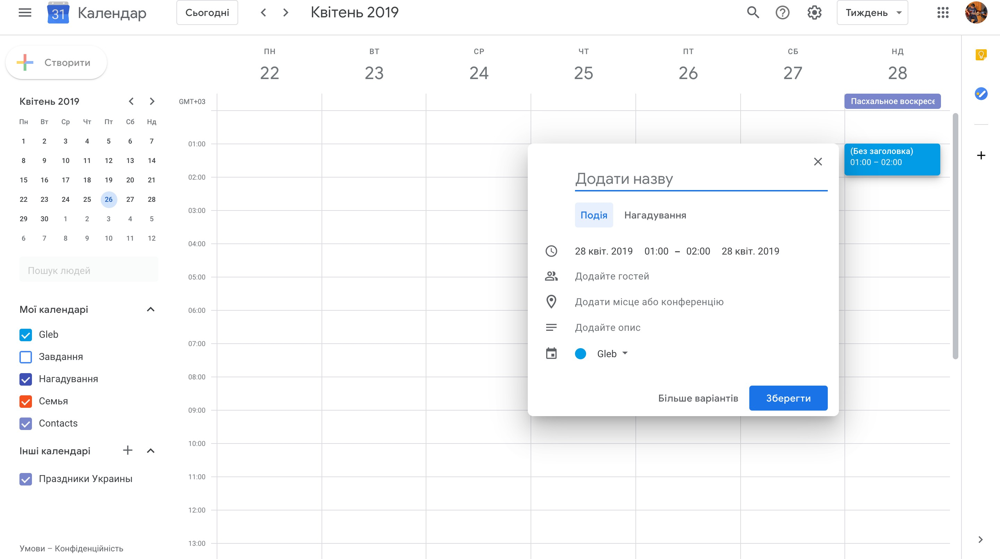 31 Календар Сьогодні Квітень 2019 Тиждень
Створити
ПН ВТ СР ЧТ ПТ СБ НД
22 23 24 25 26 27 28
Квітень 2019
Пн Вт Ср Чт Пт Сб Нд
1 2 3 4 5 6 7
8 9 10 11 12 13 14
15 16 17 18 19 20 21
22 23 24 25 26 27 28
29 30 1 2 3 4 5
6 7 8 9 10 11 12
Пошук людей
Мої календарі
Gleb
Завдання
Нагадування
Семья
Contacts
Інші календарі
Праздники Украины
Умови – Конфіденційність
GMT+03
Пасхальное воскресе
01:00
02:00
03:00
04:00
05:00
06:00
07:00
08:00
09:00
10:00
11:00
12:00
13:00
(Без заголовка)
01:00 – 02:00
Додати назву
Подія Нагадування
28 квіт. 2019 01:00 – 02:00 28 квіт. 2019
Додайте гостей
Додати місце або конференцію
Додайте опис
Gleb
Більше варіантів Зберегти